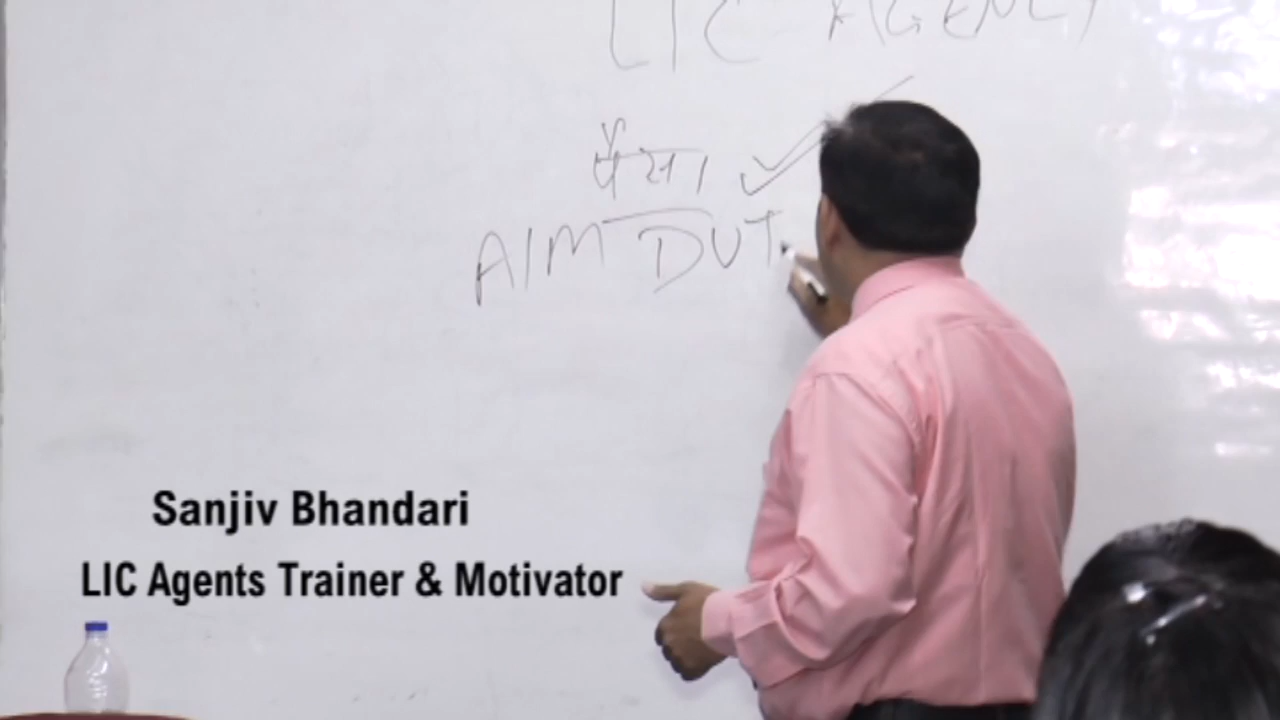 LIC AGENCY
पैसा
AIM DUT
Sanjiv Bhandari
LIC Agents Trainer & Motivator